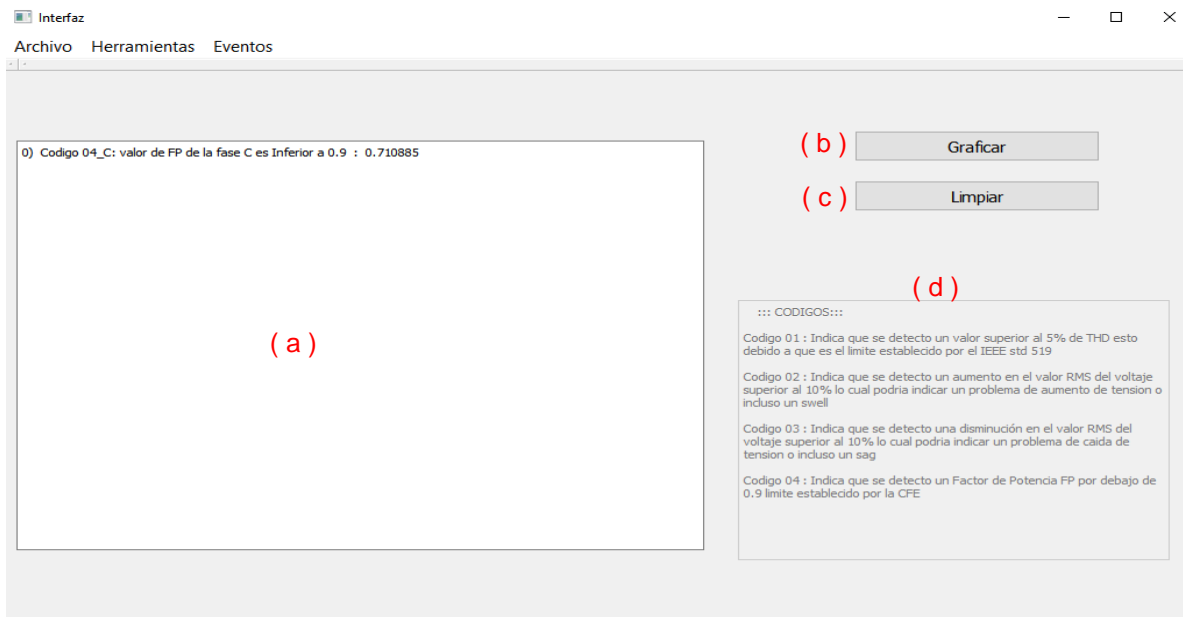 Interfaz
Archivo Herramientas Eventos
0) Codigo 04_C: valor de FP de la fase C es Inferior a 0.9 : 0.710885
( a )
( b ) Graficar
( c ) Limpiar
( d )
::: CODIGOS:::
Codigo 01 : Indica que se detecto un valor superior al 5% de THD esto
debido a que es el limite establecido por el IEEE std 519
Codigo 02 : Indica que se detecto un aumento en el valor RMS del voltaje
superior al 10% lo cual podria indicar un problema de aumento de tension o
incluso un swell
Codigo 03 : Indica que se detecto una disminución en el valor RMS del
voltaje superior al 10% lo cual podria indicar un problema de caida de
tension o incluso un sag
Codigo 04 : Indica que se detecto un Factor de Potencia FP por debajo de
0.9 limite establecido por la CFE